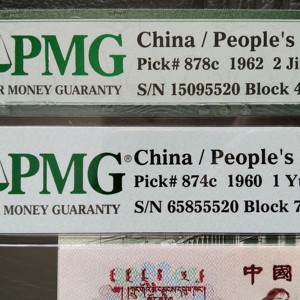 PMG China / People's
Pick# 878c 1962 2 Ji
R MONEY GUARANTY S/N 15095520 Block 4
PMG® China / People's
Pick# 874c 1960 1 Yu
R MONEY GUARANTY S/N 65855520 Block 7
中國